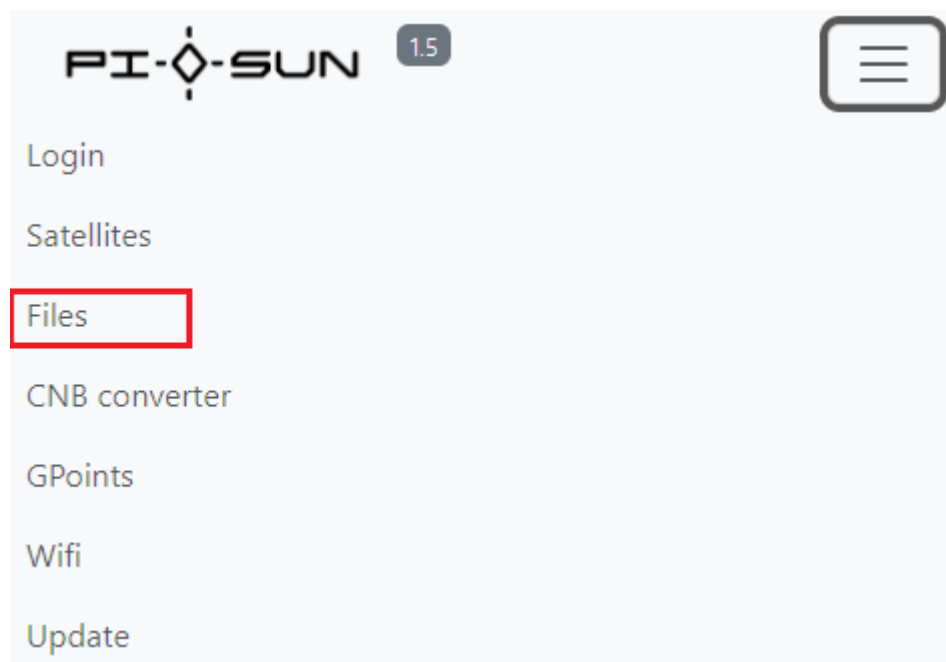 PI-◇-SUN 1.5
Login
Satellites
Files
CNB converter
GPoints
Wifi
Update